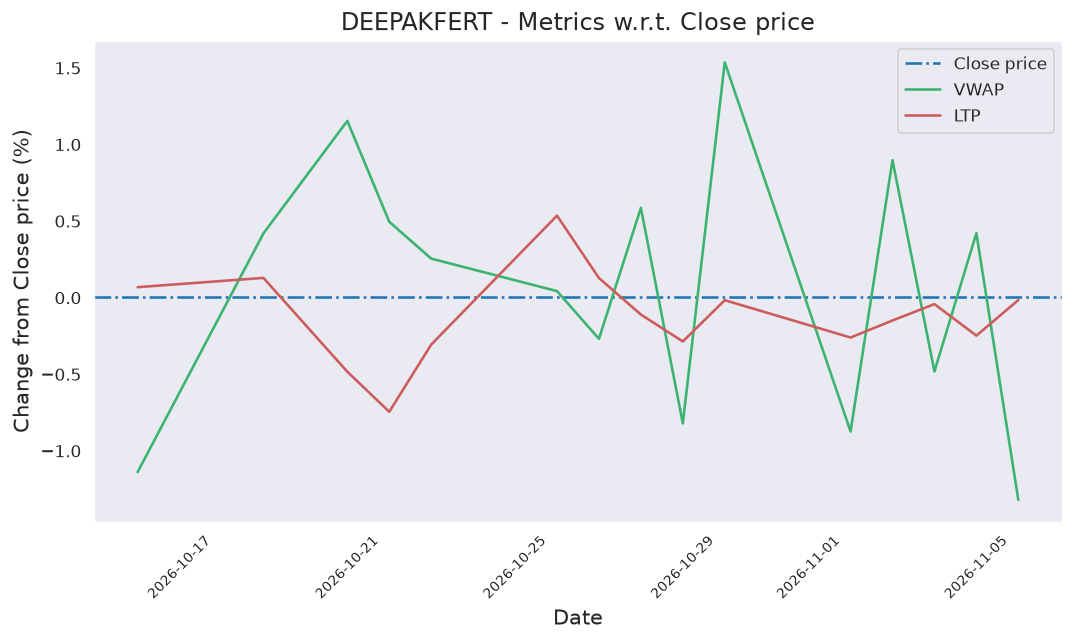 DEEPAKFERT - Metrics w.r.t. Close price
Close price
VWAP
LTP
Change from Close price (%)
1.5
1.0
0.5
0.0
−0.5
−1.0
2026-10-17
2026-10-21
2026-10-25
2026-10-29
2026-11-01
2026-11-05
Date